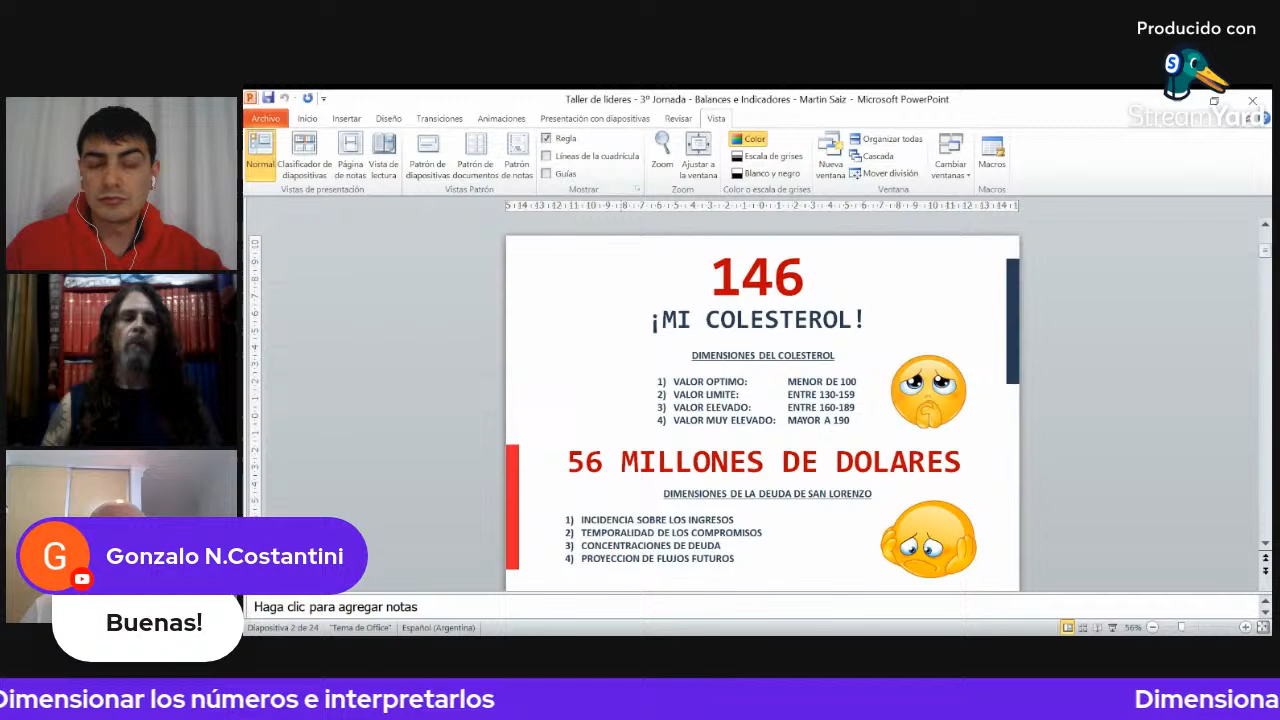 Producido con
StreamYard
Taller de lideres - 3º Jornada - Balances e Indicadores - Martin Saiz - Microsoft PowerPoint
Archivo Inicio Insertar Diseño Transiciones Animaciones Presentación con diapositivas Revisar Vista
Normal
Clasificador de diapositivas
Página de notas
Vista de lectura
Vistas de presentación
Patrón de diapositivas
Patrón de documentos
Patrón de notas
Vistas Patrón
Regla
Líneas de la cuadrícula
Guías
Mostrar
Zoom
Ajustar a la ventana
Zoom
Color
Escala de grises
Blanco y negro
Color o escala de grises
Nueva ventana
Organizar todas
Cascada
Mover división
Cambiar ventanas
Ventana
Macros
Macros
146
¡MI COLESTEROL!
DIMENSIONES DEL COLESTEROL
1) VALOR OPTIMO: MENOR DE 100
2) VALOR LIMITE: ENTRE 130-159
3) VALOR ELEVADO: ENTRE 160-189
4) VALOR MUY ELEVADO: MAYOR A 190
56 MILLONES DE DOLARES
DIMENSIONES DE LA DEUDA DE SAN LORENZO
1) INCIDENCIA SOBRE LOS INGRESOS
2) TEMPORALIDAD DE LOS COMPROMISOS
3) CONCENTRACIONES DE DEUDA
4) PROYECCION DE FLUJOS FUTUROS
Haga clic para agregar notas
Diapositiva 2 de 24 "Tema de Office" Español (Argentina) 56%
G
Gonzalo N.Costantini
Buenas!
Dimensionar los números e interpretarlos
Dimensiona